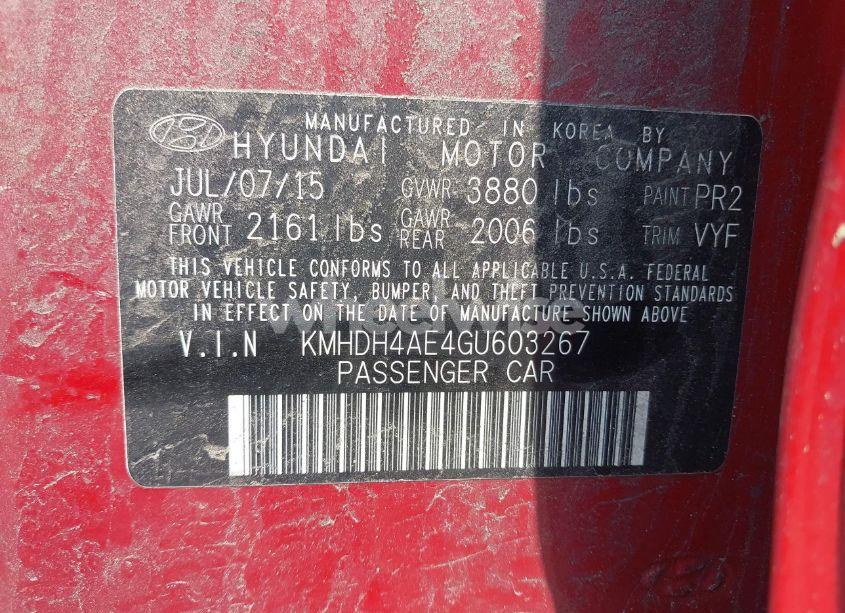 MANUFACTURED IN KOREA BY
HYUNDAI MOTOR COMPANY
JUL/07/15 GVWR 3880 lbs PAINT PR2
GAWR FRONT 2161 lbs GAWR REAR 2006 lbs TRIM VYF
THIS VEHICLE CONFORMS TO ALL APPLICABLE U.S.A. FEDERAL
MOTOR VEHICLE SAFETY, BUMPER, AND THEFT PREVENTION STANDARDS
IN EFFECT ON THE DATE OF MANUFACTURE SHOWN ABOVE
wheelwise
V.I.N KMHDH4AE4GU603267
PASSENGER CAR